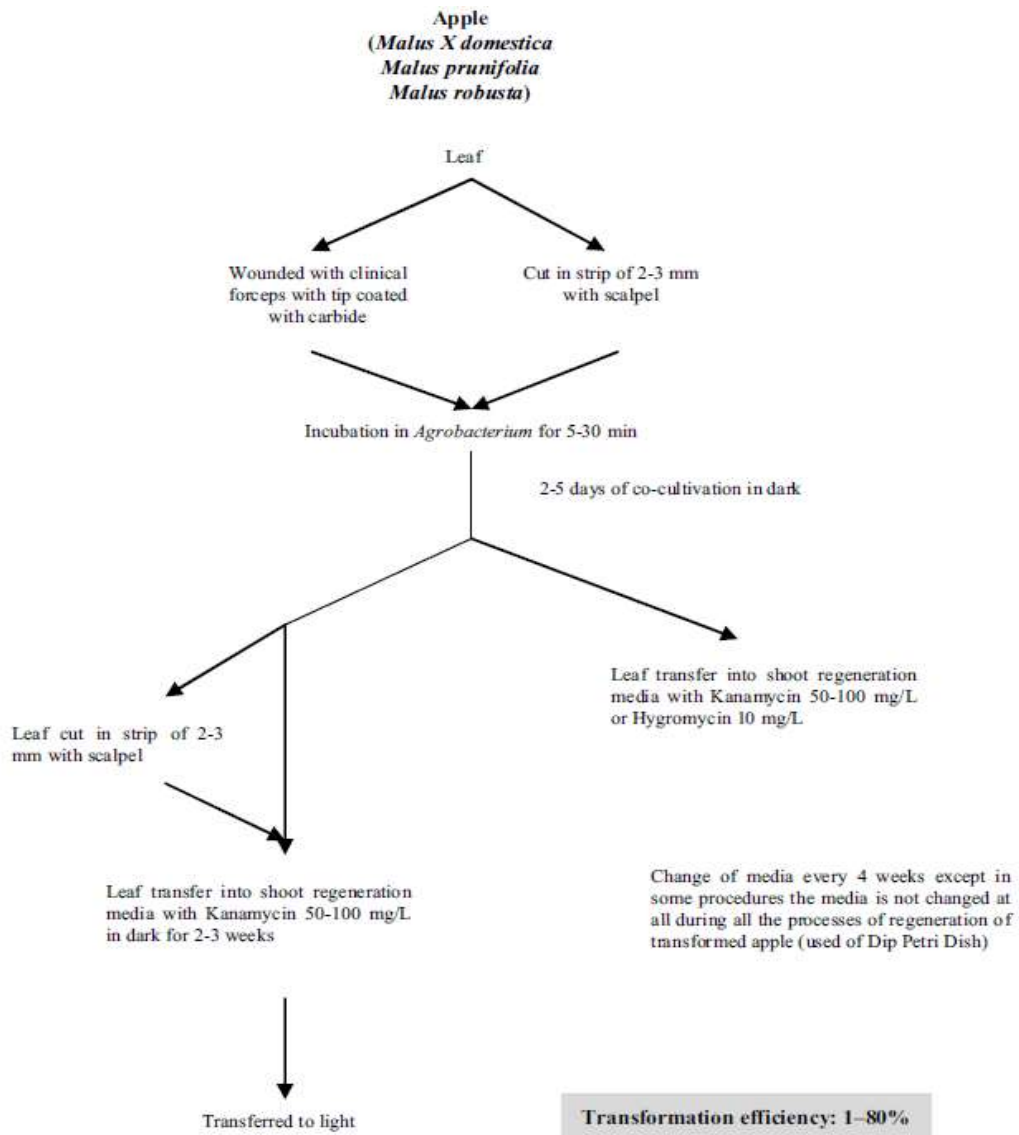 Apple
(Malus X domestica
Malus prunifolia
Malus robusta)
Leaf
Wounded with clinical
forceps with tip coated
with carbide
Cut in strip of 2-3 mm
with scalpel
Incubation in Agrobacterium for 5-30 min
2-5 days of co-cultivation in dark
Leaf transfer into shoot regeneration
media with Kanamycin 50-100 mg/L
or Hygromycin 10 mg/L
Leaf cut in strip of 2-3
mm with scalpel
Leaf transfer into shoot regeneration
media with Kanamycin 50-100 mg/L
in dark for 2-3 weeks
Change of media every 4 weeks except in
some procedures the media is not changed at
all during all the processes of regeneration of
transformed apple (used of Dip Petri Dish)
Transferred to light
Transformation efficiency: 1–80%